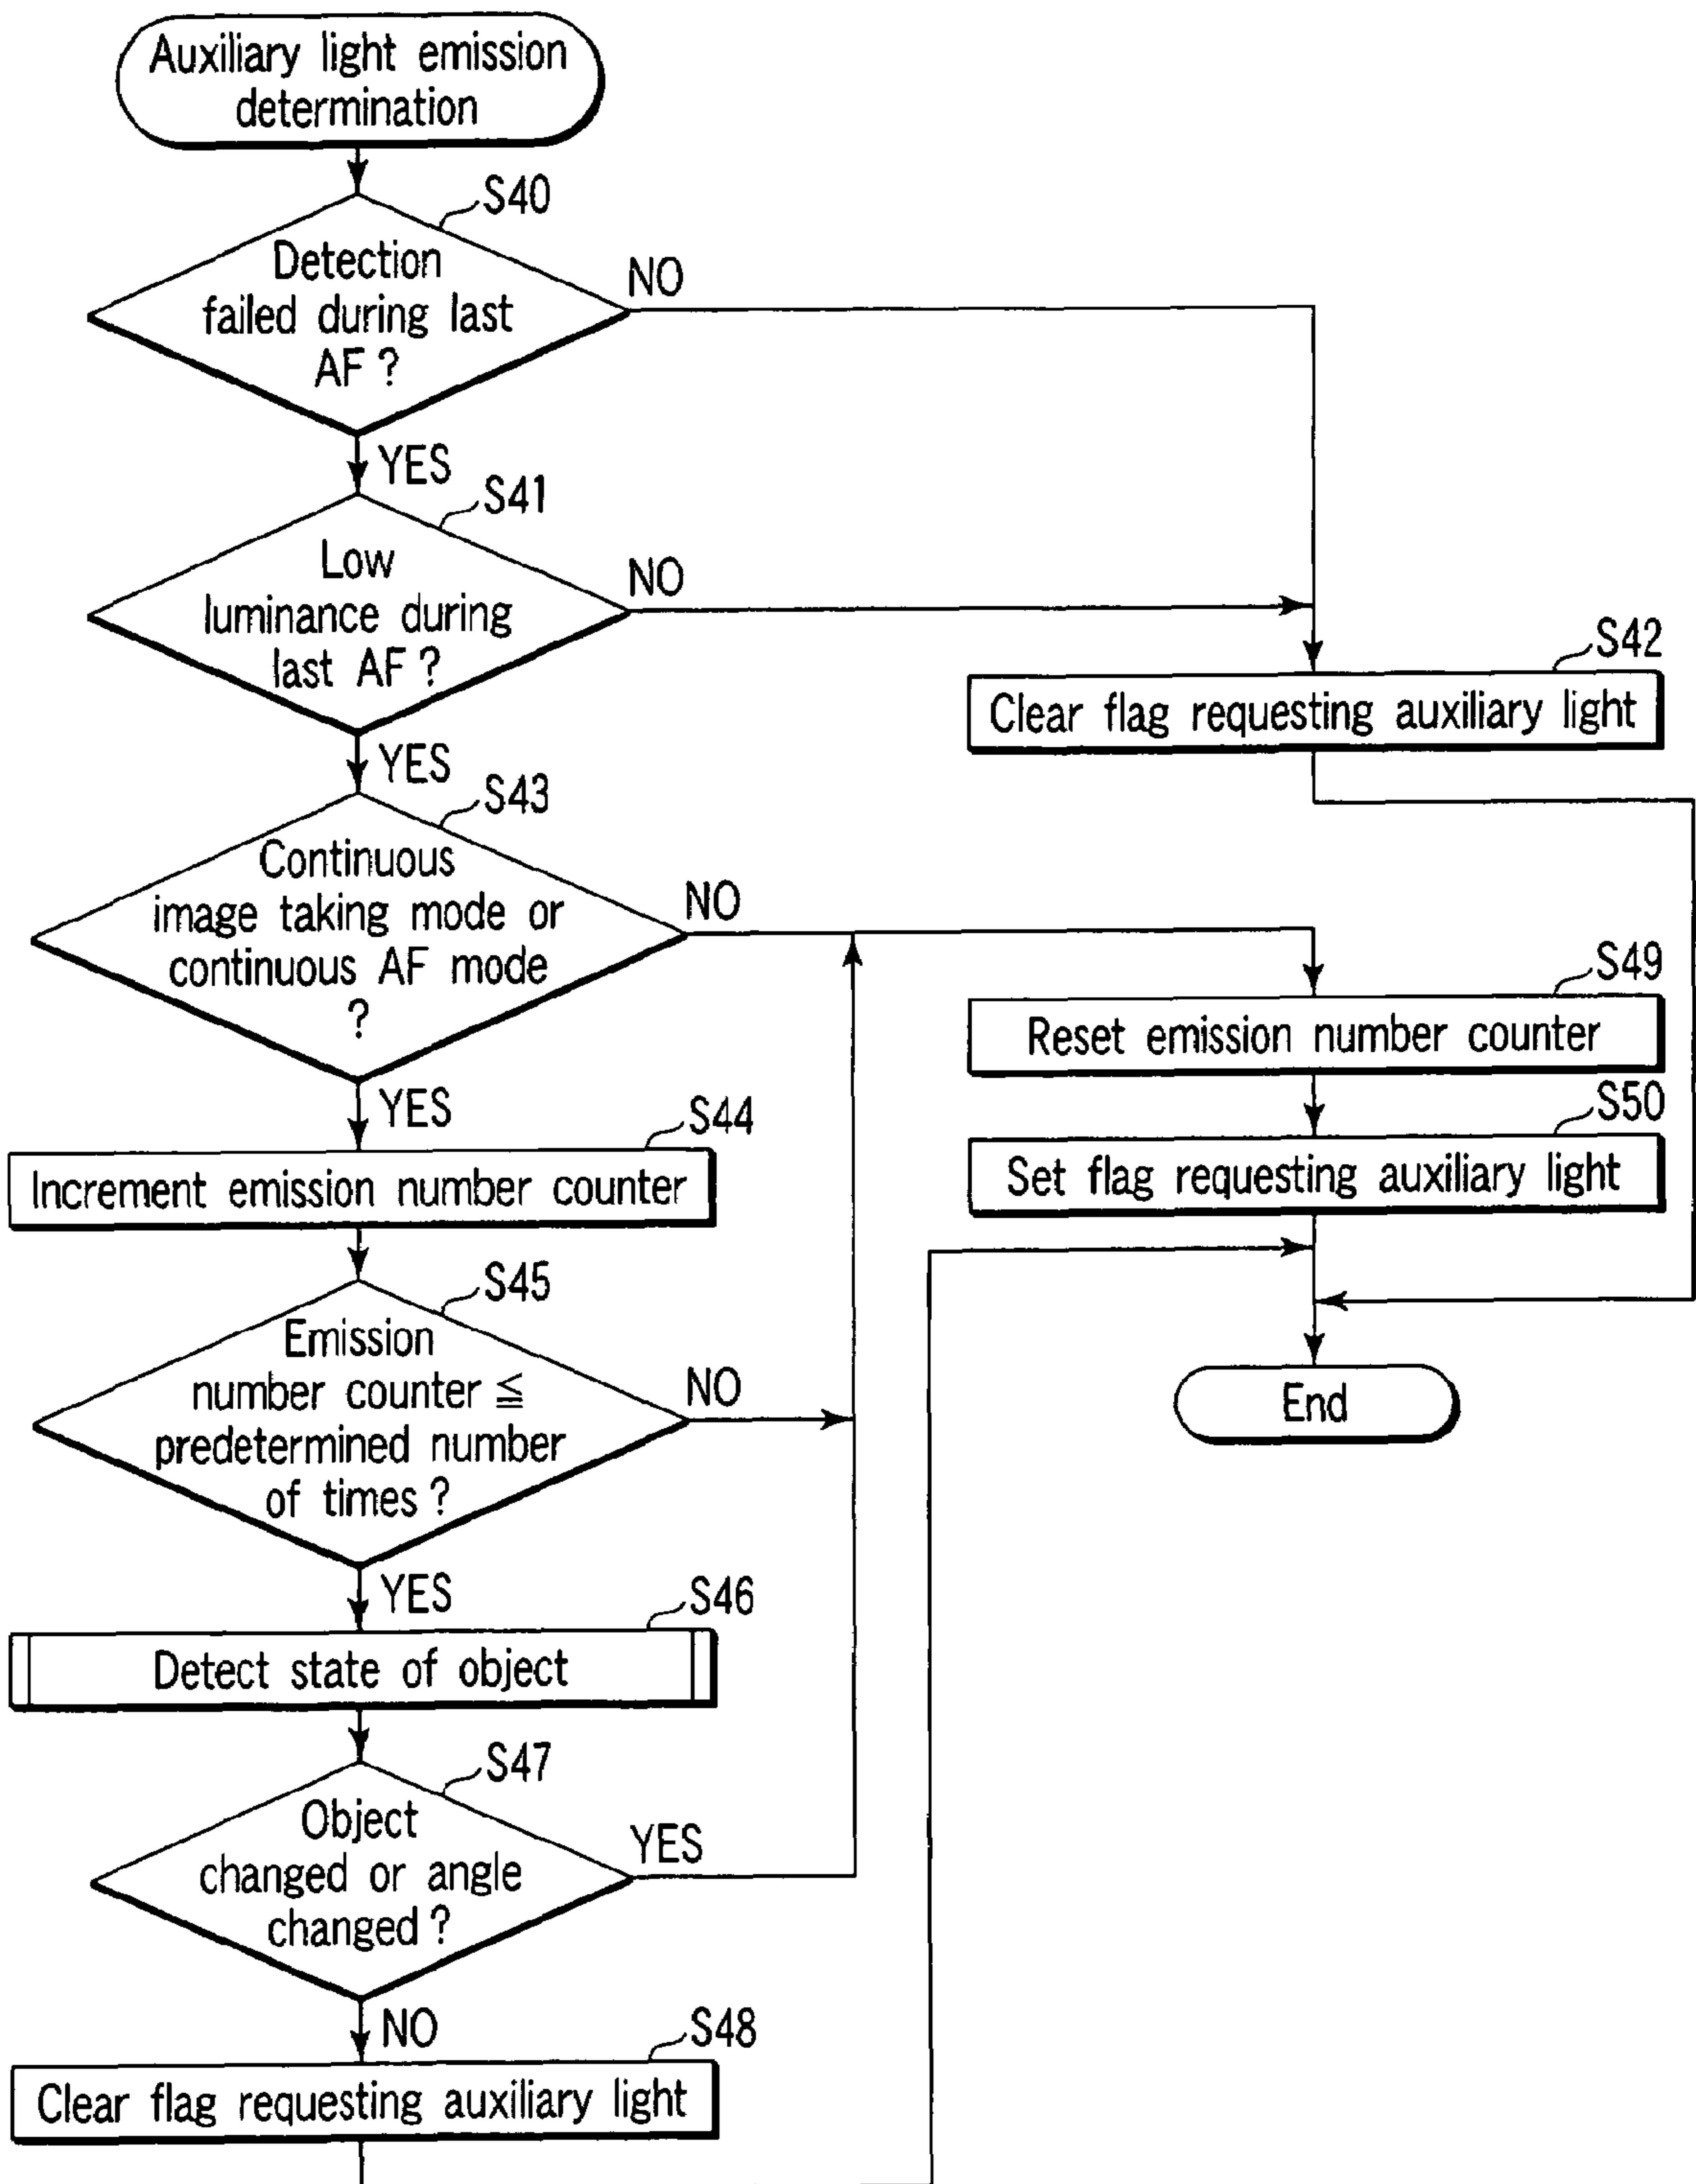 Auxiliary light emission
determination
S40
Detection
failed during last
AF ?
NO
YES
S41
Low
luminance during
last AF ?
NO
S42
Clear flag requesting auxiliary light
YES
S43
Continuous
image taking mode or
continuous AF mode
?
NO
S49
Reset emission number counter
YES
S44
Increment emission number counter
S50
Set flag requesting auxiliary light
S45
Emission
number counter ≦
predetermined number
of times ?
NO
End
YES
S46
Detect state of object
S47
Object
changed or angle
changed ?
YES
NO
S48
Clear flag requesting auxiliary light